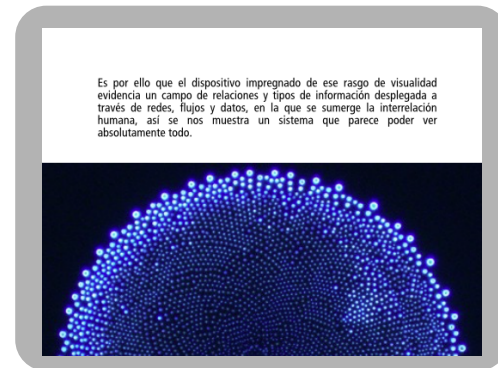 Es por ello que el dispositivo impregnado de ese rasgo de visualidad
evidencia un campo de relaciones y tipos de información desplegada a
través de redes, flujos y datos, en la que se sumerge la interrelación
humana, así se nos muestra un sistema que parece poder ver
absolutamente todo.